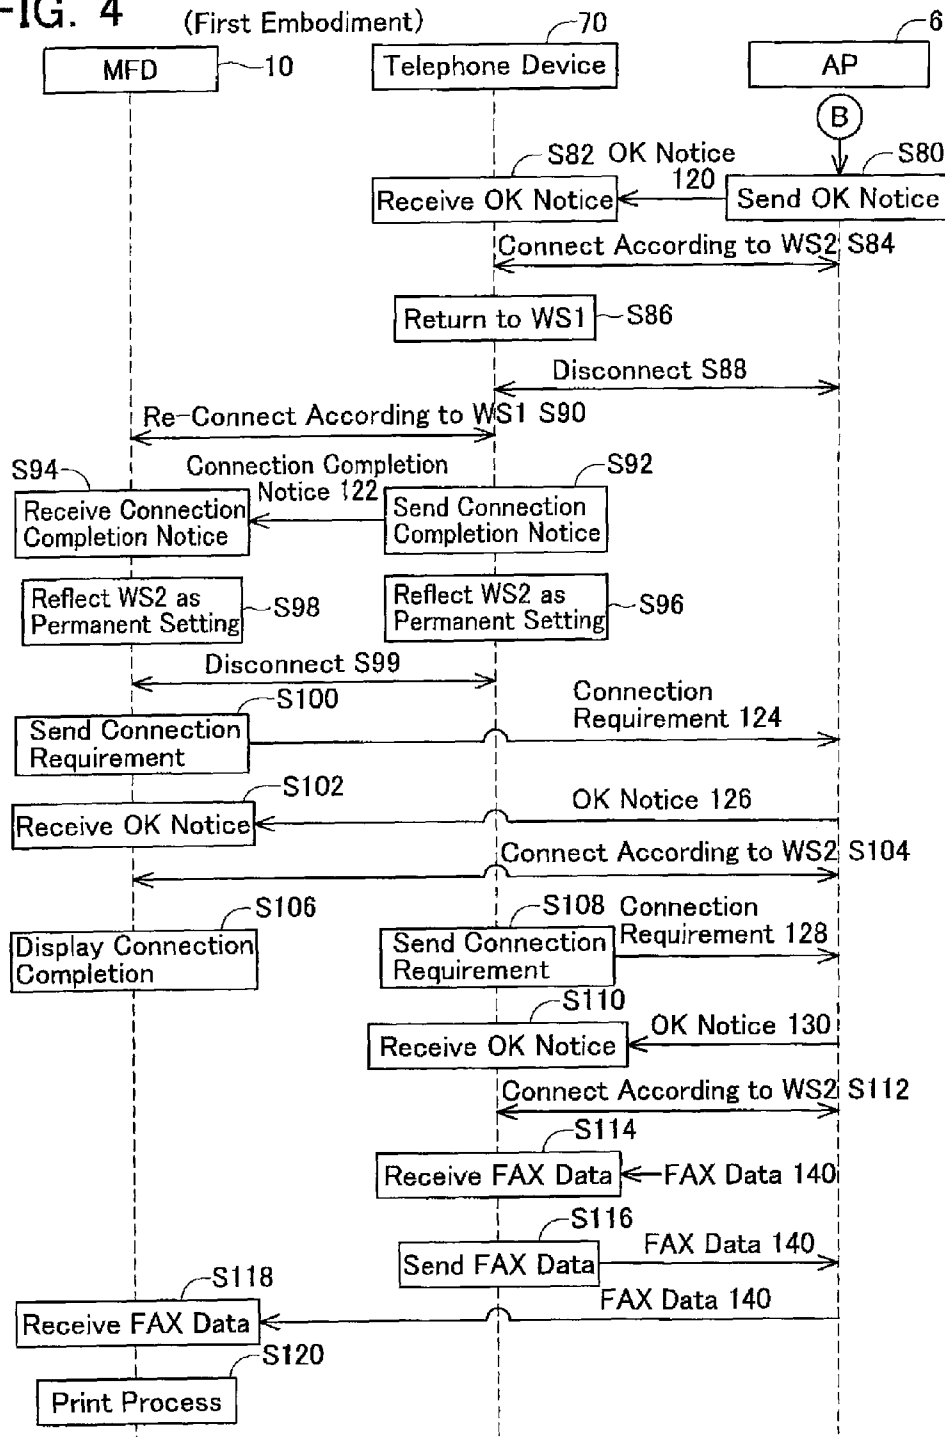 FIG. 4
(First Embodiment)
70
6
MFD
10
Telephone Device
AP
B
S82 OK Notice
120
S80
Receive OK Notice
Send OK Notice
Connect According to WS2 S84
Return to WS1
S86
Disconnect S88
Re-Connect According to WS1 S90
S94
Connection Completion
Notice 122
S92
Receive Connection
Completion Notice
Send Connection
Completion Notice
Reflect WS2 as
Permanent Setting
S98
Reflect WS2 as
Permanent Setting
S96
Disconnect S99
S100
Send Connection
Requirement
Connection
Requirement 124
S102
Receive OK Notice
OK Notice 126
Connect According to WS2 S104
S106
Display Connection
Completion
S108
Send Connection
Requirement
Connection
Requirement 128
S110
Receive OK Notice
OK Notice 130
Connect According to WS2 S112
S114
Receive FAX Data
FAX Data 140
S116
Send FAX Data
FAX Data 140
S118
Receive FAX Data
FAX Data 140
S120
Print Process